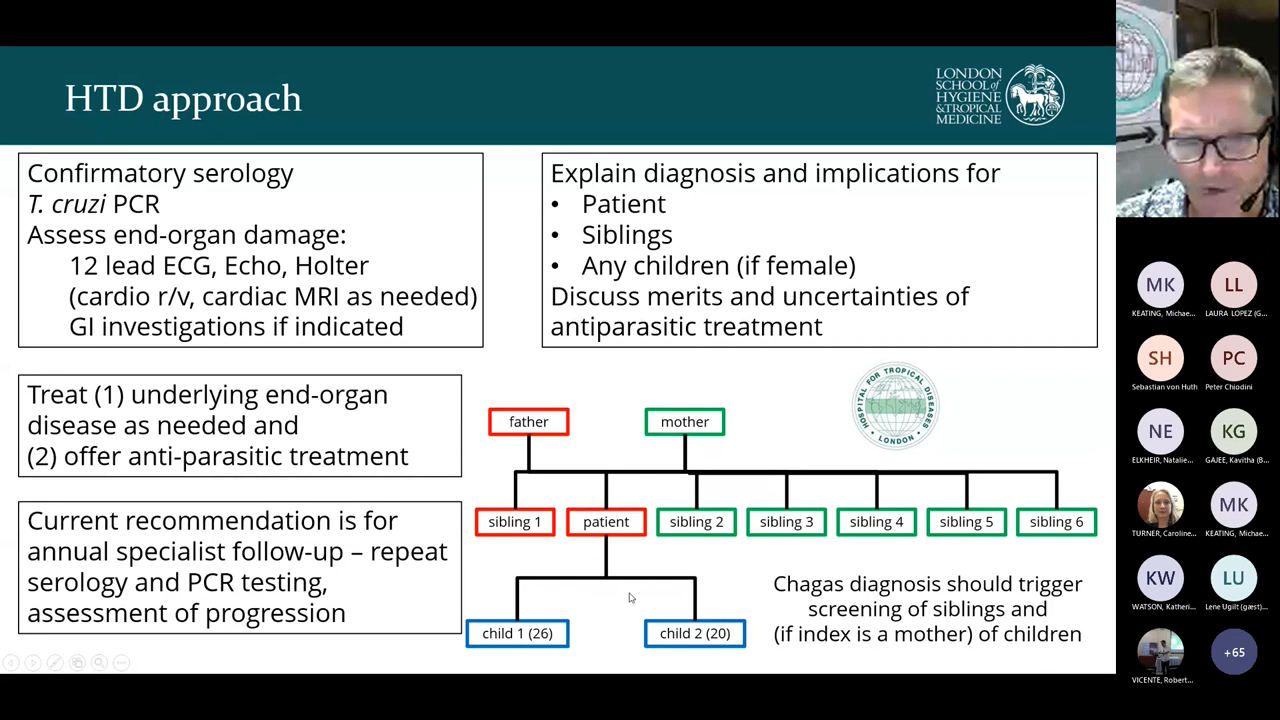 HTD approach
LONDON
SCHOOL of
HYGIENE
& TROPICAL
MEDICINE
Confirmatory serology
T. cruzi PCR
Assess end-organ damage:
12 lead ECG, Echo, Holter
(cardio r/v, cardiac MRI as needed)
GI investigations if indicated
Explain diagnosis and implications for
• Patient
• Siblings
• Any children (if female)
Discuss merits and uncertainties of
antiparasitic treatment
Treat (1) underlying end-organ
disease as needed and
(2) offer anti-parasitic treatment
Current recommendation is for
annual specialist follow-up – repeat
serology and PCR testing,
assessment of progression
HOSPITAL FOR TROPICAL DISEASES
• LONDON •
father
mother
sibling 1
patient
sibling 2
sibling 3
sibling 4
sibling 5
sibling 6
child 1 (26)
child 2 (20)
Chagas diagnosis should trigger
screening of siblings and
(if index is a mother) of children
MK
KEATING, Michae...
LL
LAURA LOPEZ (G...
SH
Sebastian von Huth
PC
Peter Chiodini
NE
ELKHEIR, Natalie...
KG
GAJEE, Kavitha (B...
TURNER, Caroline...
MK
KEATING, Michae...
KW
WATSON, Katheri...
LU
Lene Ugilt (gæst)...
VICENTE, Robert...
+65